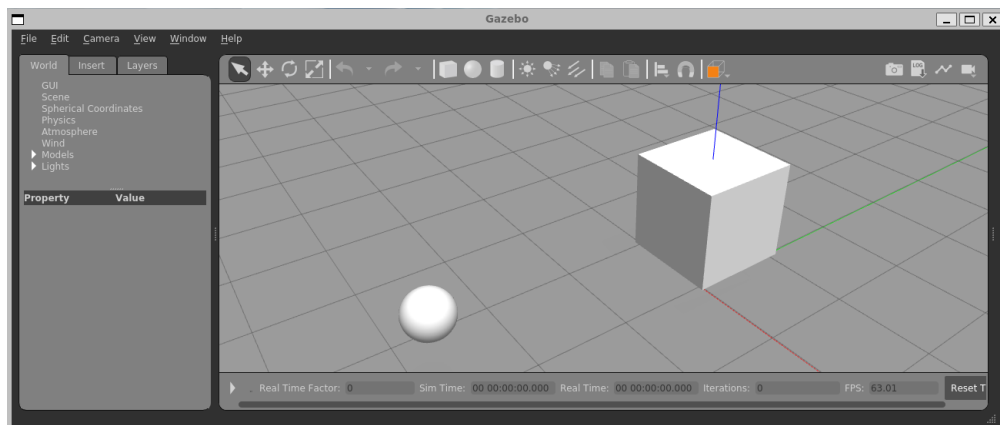 Gazebo
File Edit Camera View Window Help
World Insert Layers
GUI
Scene
Spherical Coordinates
Physics
Atmosphere
Wind
Models
Lights
Property Value
LOG
Real Time Factor: 0 Sim Time: 00 00:00:00.000 Real Time: 00 00:00:00.000 Iterations: 0 FPS: 63.01 Reset T